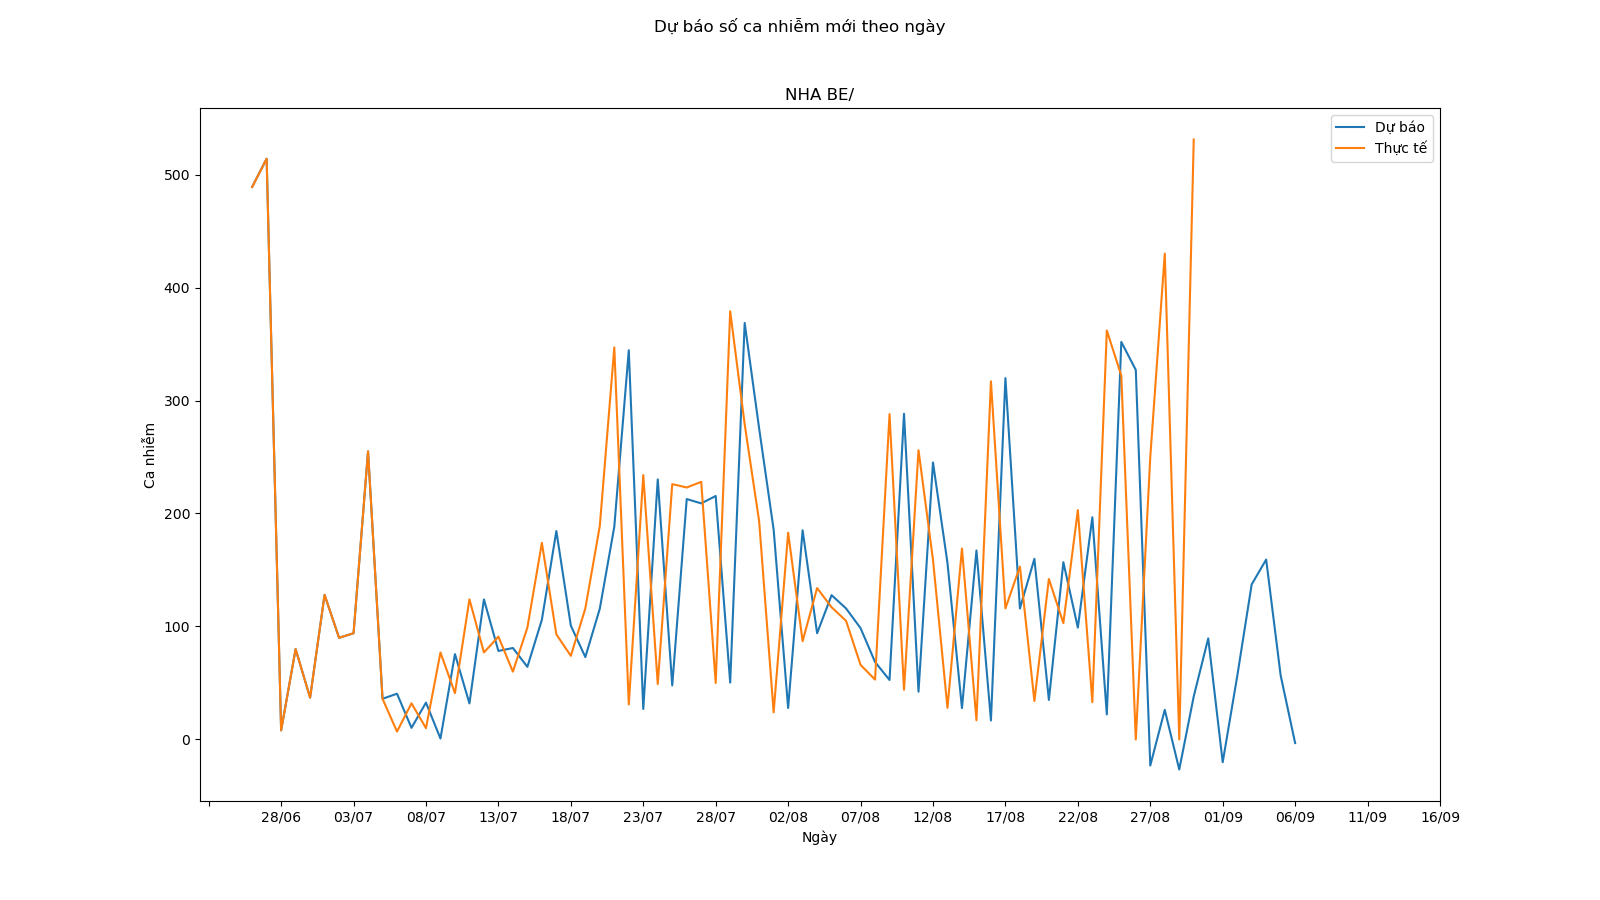 Dự báo số ca nhiễm mới theo ngày
NHA BE/
Dự báo
Thực tế
500
400
300
200
100
0
Ca nhiễm
28/06 03/07 08/07 13/07 18/07 23/07 28/07 02/08 07/08 12/08 17/08 22/08 27/08 01/09 06/09 11/09 16/09
Ngày